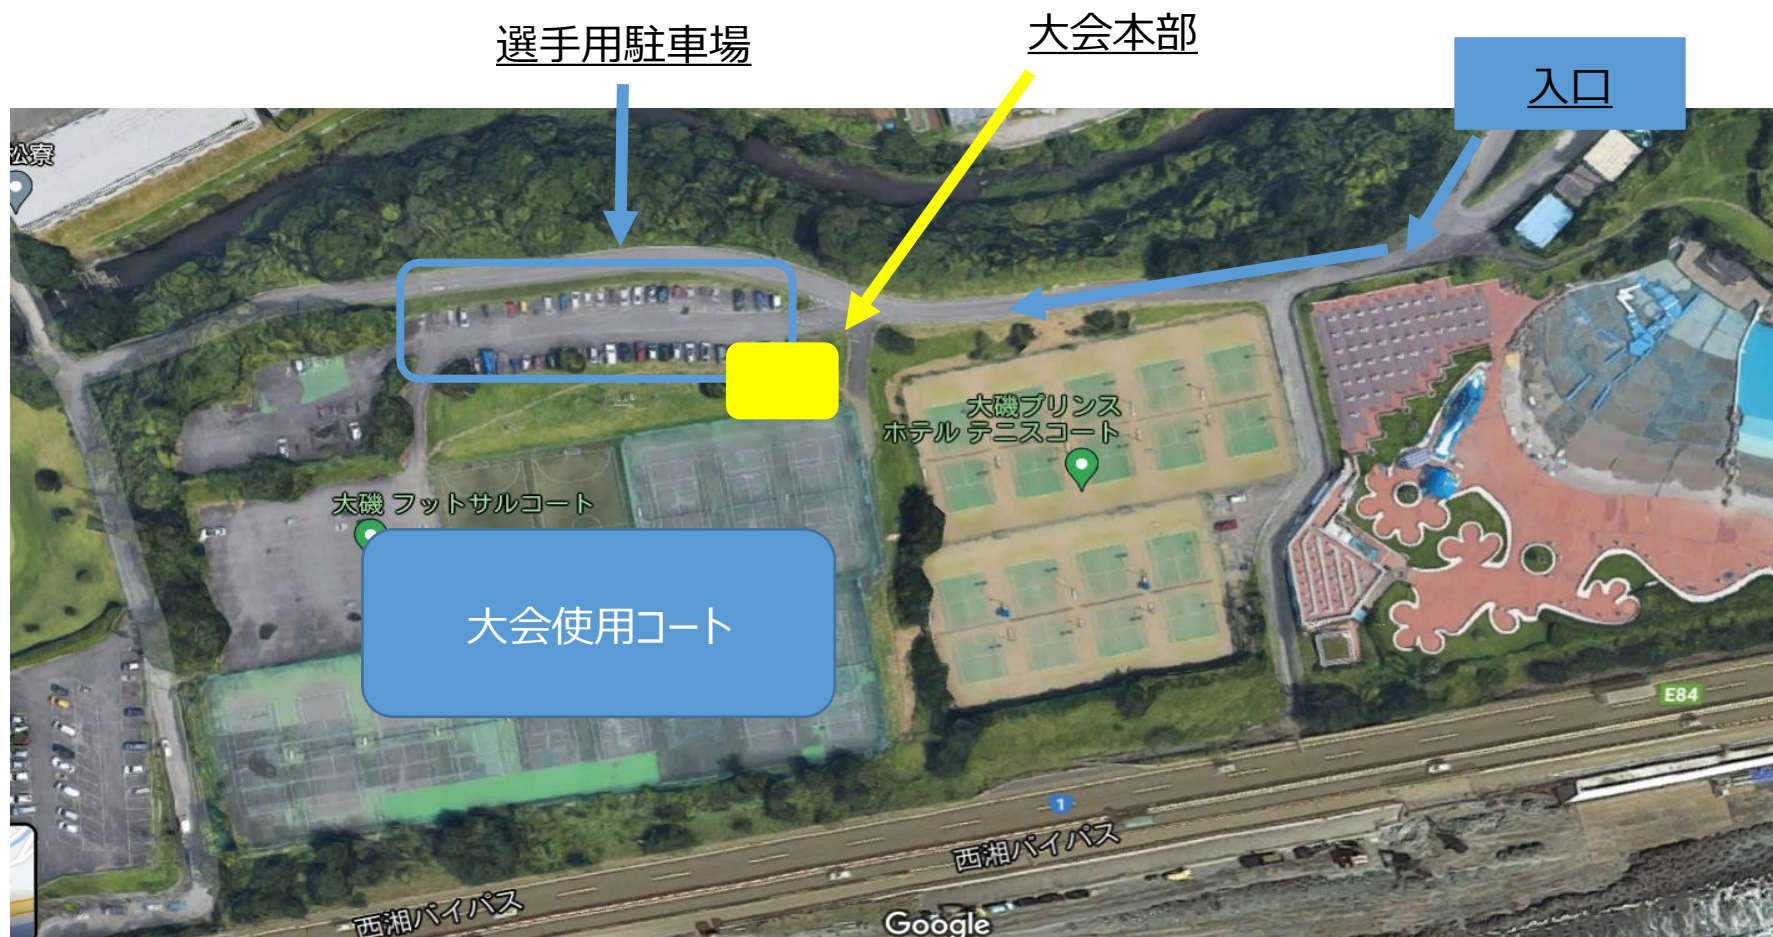 選手用駐車場
大会本部
入口
松寮
大磯プリンス
ホテル テニスコート
大磯 フットサルコート
大会使用コート
E84
1
西湘バイパス
西湘バイパス
Google